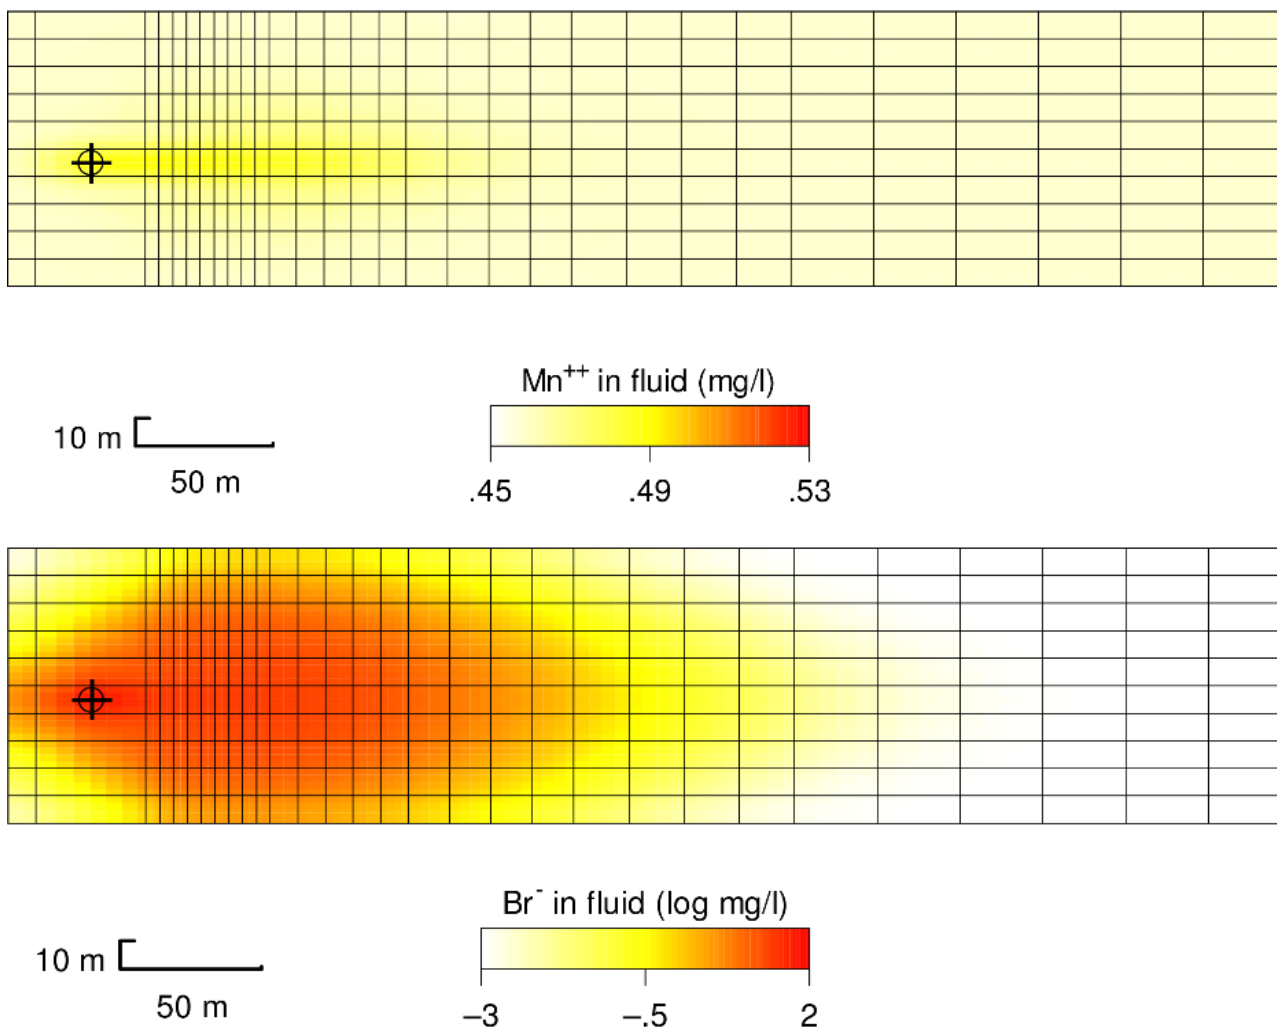 Mn⁺⁺ in fluid (mg/l)
10 m
50 m
.45 .49 .53
Br⁻ in fluid (log mg/l)
10 m
50 m
–3 –.5 2